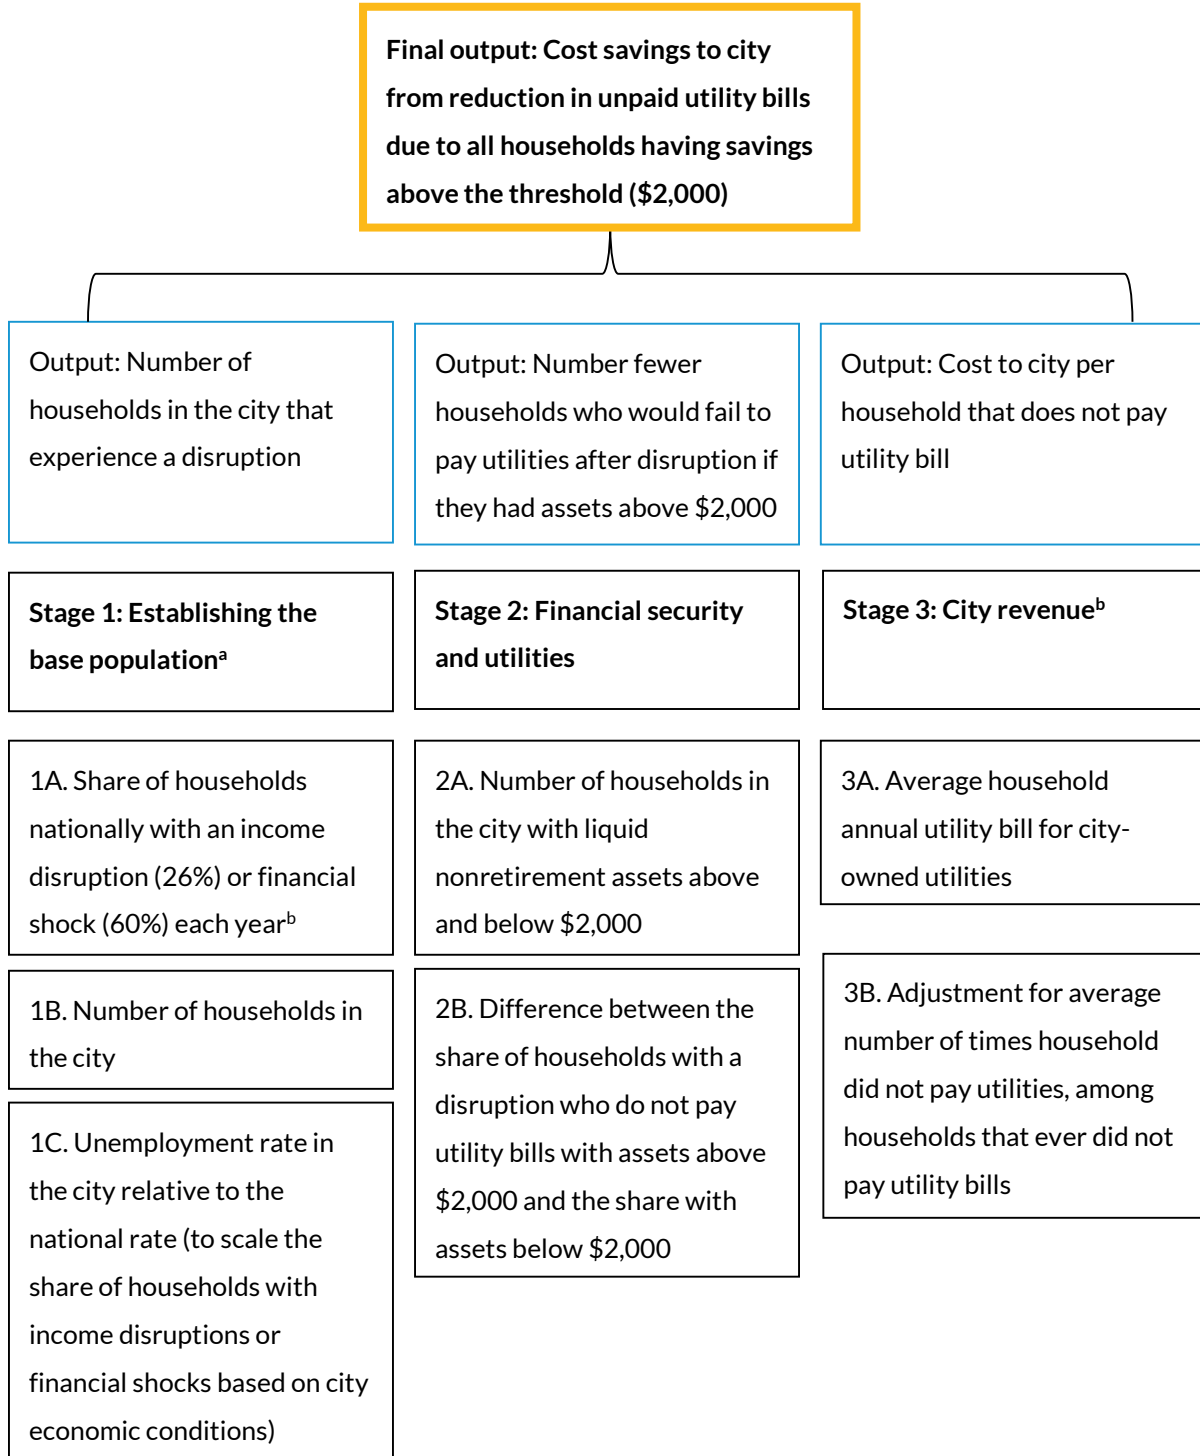 Final output: Cost savings to city
from reduction in unpaid utility bills
due to all households having savings
above the threshold ($2,000)
Output: Number of
households in the city that
experience a disruption
Output: Number fewer
households who would fail to
pay utilities after disruption if
they had assets above $2,000
Output: Cost to city per
household that does not pay
utility bill
Stage 1: Establishing the
base populationᵃ
Stage 2: Financial security
and utilities
Stage 3: City revenueᵇ
1A. Share of households
nationally with an income
disruption (26%) or financial
shock (60%) each yearᵇ
1B. Number of households in
the city
1C. Unemployment rate in
the city relative to the
national rate (to scale the
share of households with
income disruptions or
financial shocks based on city
economic conditions)
2A. Number of households in
the city with liquid
nonretirement assets above
and below $2,000
2B. Difference between the
share of households with a
disruption who do not pay
utility bills with assets above
$2,000 and the share with
assets below $2,000
3A. Average household
annual utility bill for city-
owned utilities
3B. Adjustment for average
number of times household
did not pay utilities, among
households that ever did not
pay utility bills